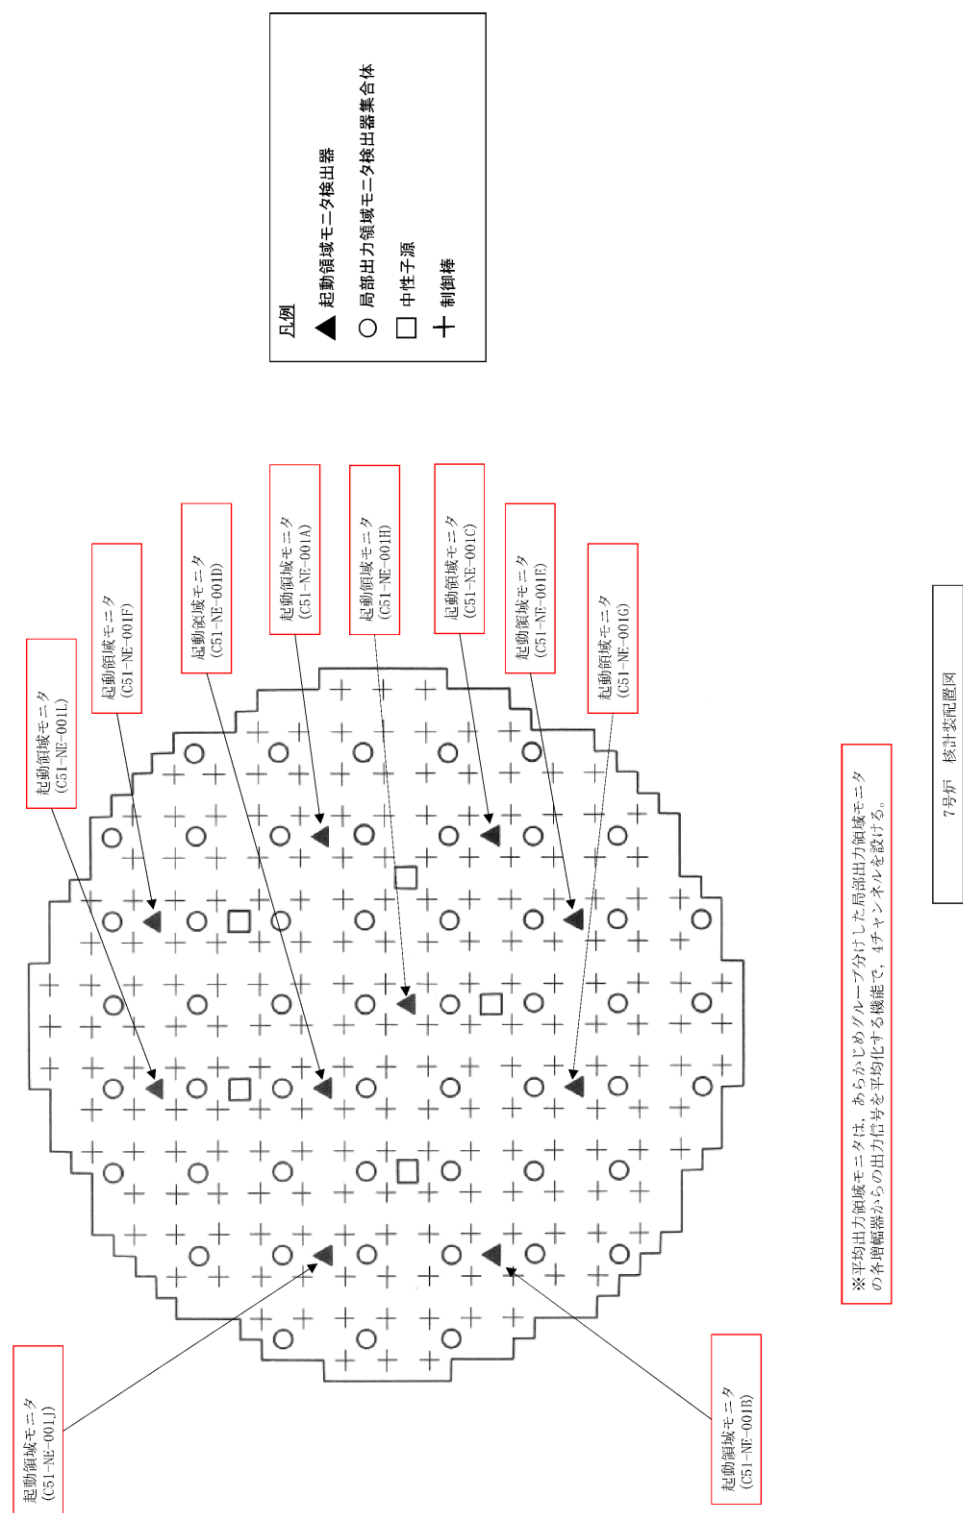 起動領域モニタ
(C51-NE-001J)
起動領域モニタ
(C51-NE-001L)
起動領域モニタ
(C51-NE-001F)
起動領域モニタ
(C51-NE-001D)
起動領域モニタ
(C51-NE-001A)
起動領域モニタ
(C51-NE-001H)
起動領域モニタ
(C51-NE-001C)
起動領域モニタ
(C51-NE-001E)
起動領域モニタ
(C51-NE-001G)
起動領域モニタ
(C51-NE-001B)
凡例
起動領域モニタ検出器
局部出力領域モニタ検出器集合体
中性子源
制御棒
※平均出力領域モニタは，あらかじめグループ分けした局部出力領域モニタ
の各増幅器からの出力信号を平均化する機能で，4チャンネルを設ける。
7号炉 核計装配置図